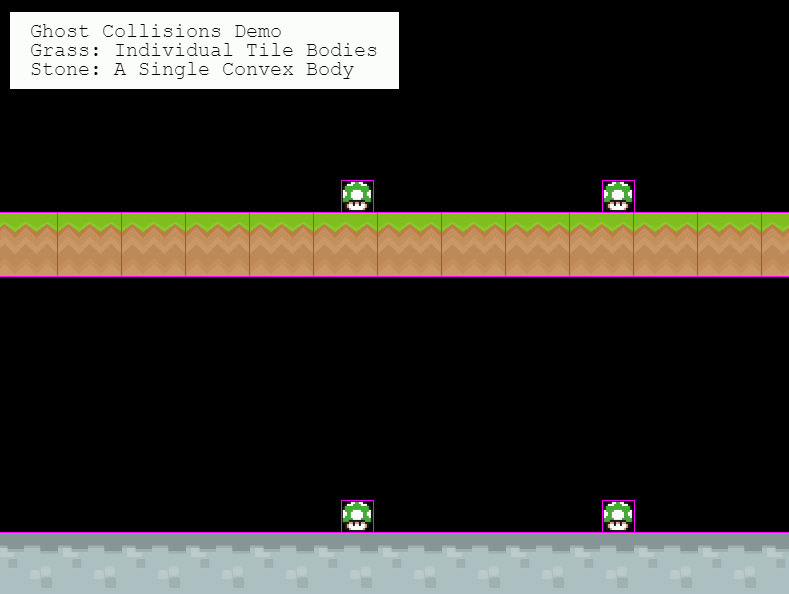 Ghost Collisions Demo
Grass: Individual Tile Bodies
Stone: A Single Convex Body